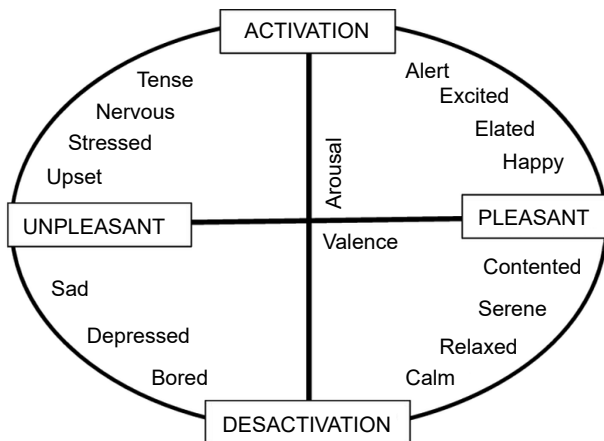 ACTIVATION
Tense
Nervous
Stressed
Upset
Alert
Excited
Elated
Happy
Arousal
UNPLEASANT
PLEASANT
Valence
Sad
Depressed
Bored
Contented
Serene
Relaxed
Calm
DESACTIVATION